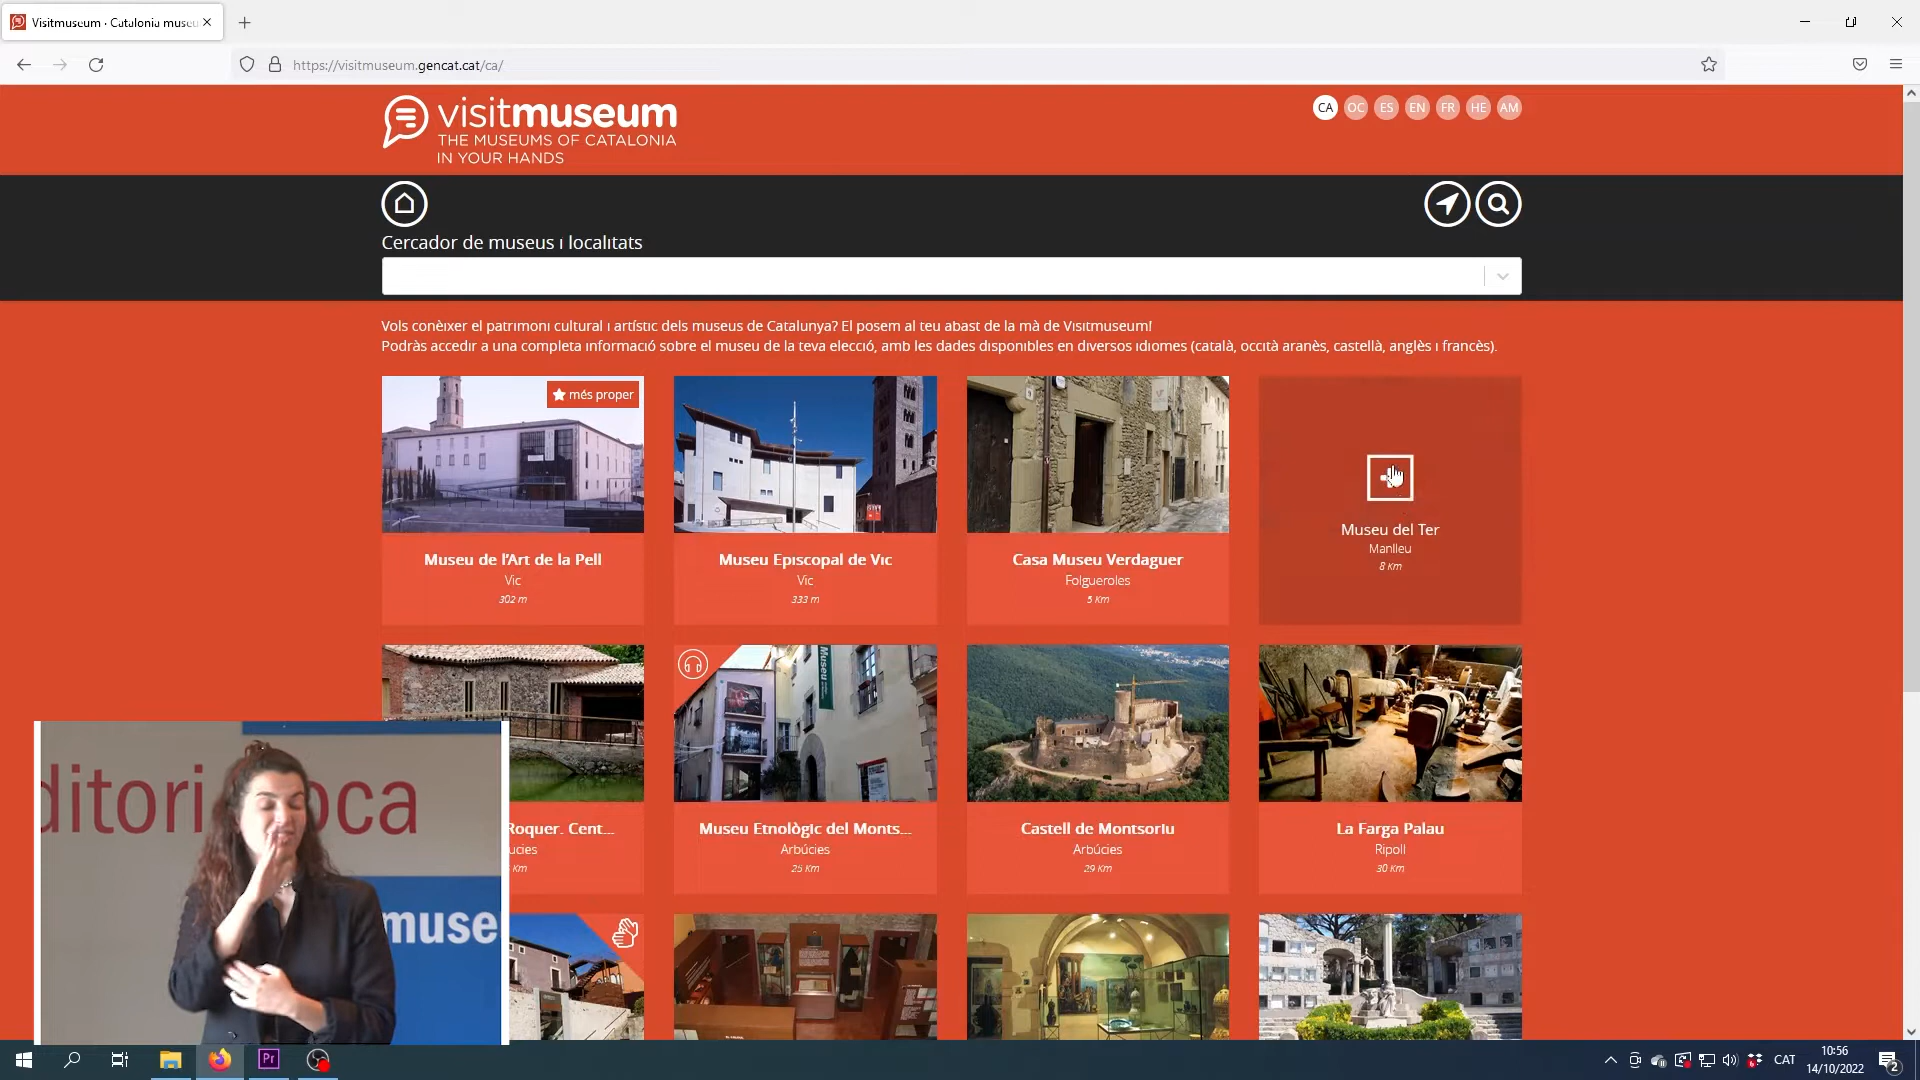 Visitmuseum · Catalonia museu
https://visitmuseum.gencat.cat/ca/
visitmuseum
THE MUSEUMS OF CATALONIA
IN YOUR HANDS
CA OC ES EN FR HE AM
Cercador de museus i localitats
Vols conèixer el patrimoni cultural i artístic dels museus de Catalunya? El posem al teu abast de la mà de Visitmuseum!
Podràs accedir a una completa informació sobre el museu de la teva elecció, amb les dades disponibles en diversos idiomes (català, occità aranès, castellà, anglès i francès).
més proper
Museu de l'Art de la Pell
Vic
302 m
Museu Episcopal de Vic
Vic
333 m
Casa Museu Verdaguer
Folgueroles
5 Km
Museu del Ter
Manlleu
8 Km
Museu
Roquer. Cent...
ucies
Km
Museu Etnològic del Monts...
Arbúcies
25 Km
Castell de Montsoriu
Arbúcies
29 Km
La Farga Palau
Ripoll
30 Km
ditori
oca
muse
Pr
CAT
10:56
14/10/2022
2